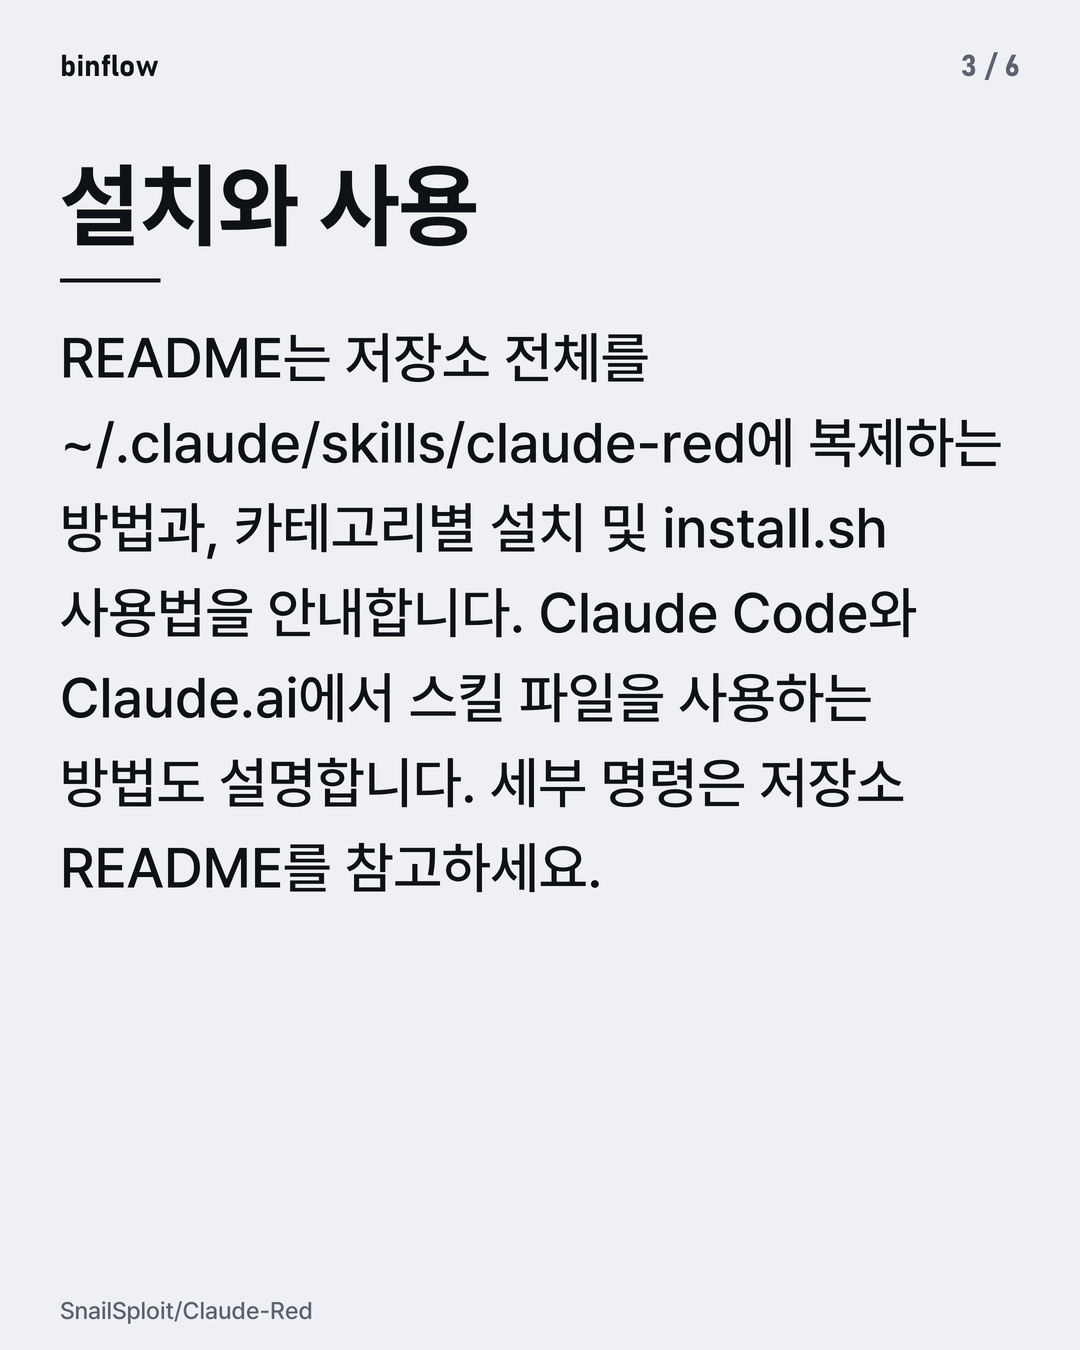 binflow
3 / 6
설치와 사용
README는 저장소 전체를
~/.claude/skills/claude-red에 복제하는
방법과, 카테고리별 설치 및 install.sh
사용법을 안내합니다. Claude Code와
Claude.ai에서 스킬 파일을 사용하는
방법도 설명합니다. 세부 명령은 저장소
README를 참고하세요.
SnailSploit/Claude-Red